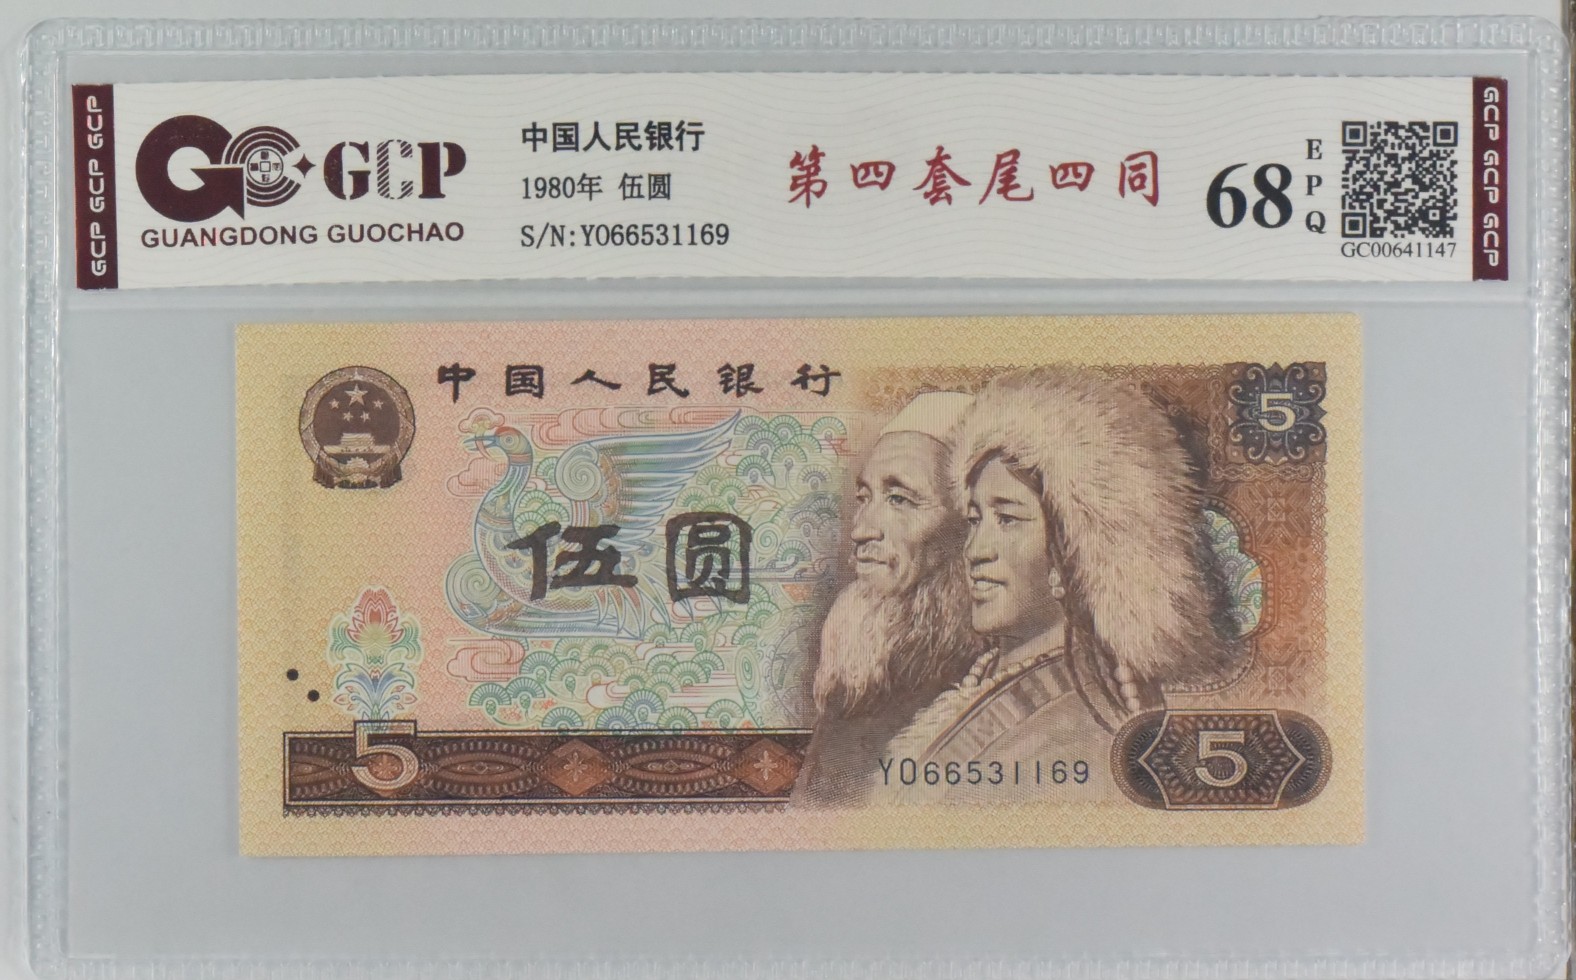 GCP GCP GCP
GCP
GUANGDONG GUOCHAO
中国人民银行
1980年 伍圆
S/N:Y066531169
第四套尾四同
68
EPQ
GC00641147
GCP GCP GCP
中国人民银行
5
伍圆
5
YO66531169
5